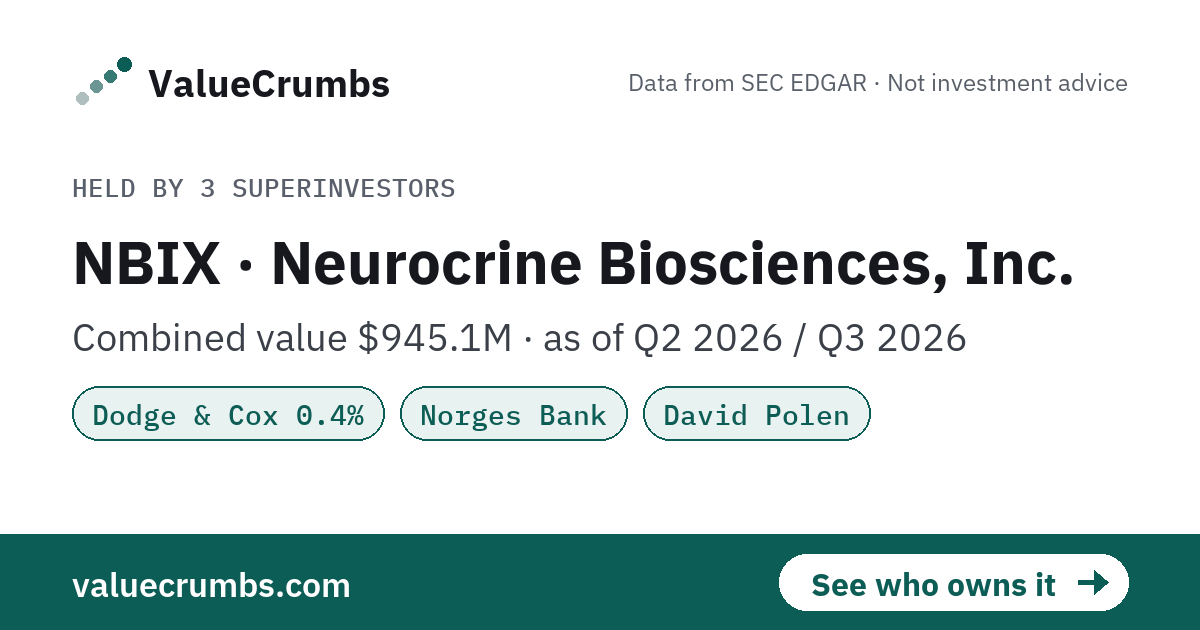 ValueCrumbs
Data from SEC EDGAR · Not investment advice
HELD BY 3 SUPERINVESTORS
NBIX · Neurocrine Biosciences, Inc.
Combined value $945.1M · as of Q2 2026 / Q3 2026
Dodge & Cox 0.4%
Norges Bank
David Polen
valuecrumbs.com
See who owns it